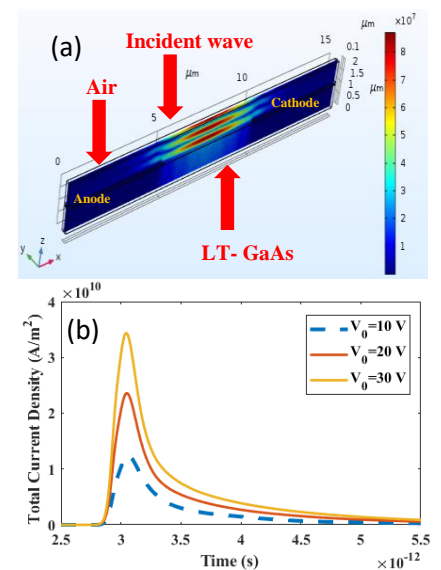 (a)
Incident wave
×10⁷
15
0.1
μm
2
1.5
1
0.5
0
μm
8
7
6
5
4
3
2
1
10
Cathode
Air
5
0
Anode
LT- GaAs
y
z
x
×10¹⁰
4
(b)
V₀=10 V
V₀=20 V
V₀=30 V
3
2
1
0
Total Current Density (A/m²)
2.5
3
3.5
4
4.5
5
5.5
Time (s)
×10⁻¹²